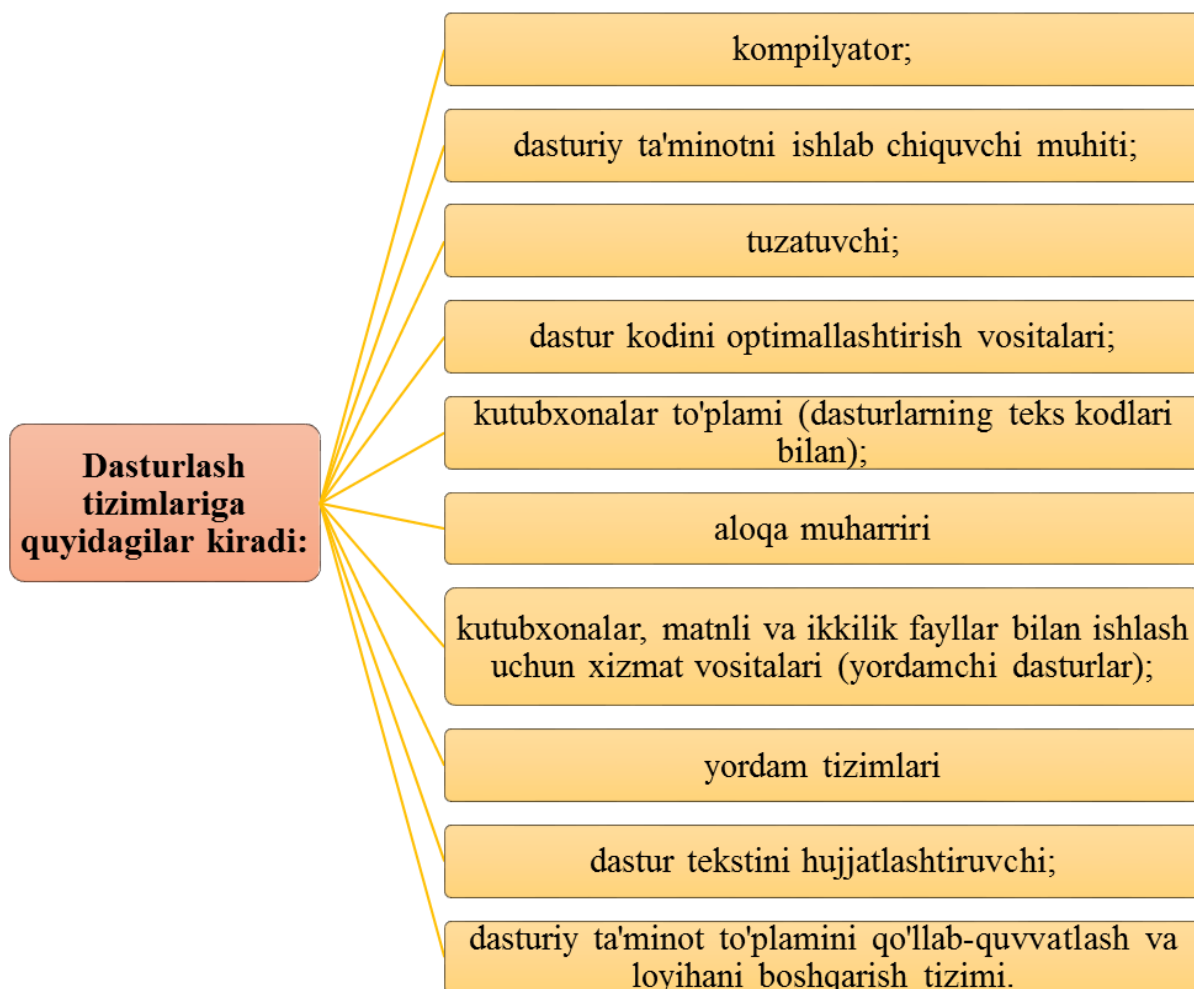 kompilyator;
dasturiy ta'minotni ishlab chiquvchi muhiti;
tuzatuvchi;
dastur kodini optimallashtirish vositalari;
kutubxonalar to'plami (dasturlarning teks kodlari
bilan);
Dasturlash
tizimlariga
quyidagilar kiradi:
aloqa muharriri
kutubxonalar, matnli va ikkilik fayllar bilan ishlash
uchun xizmat vositalari (yordamchi dasturlar);
yordam tizimlari
dastur tekstini hujjatlashtiruvchi;
dasturiy ta'minot to'plamini qo'llab-quvvatlash va
loyihani boshqarish tizimi.